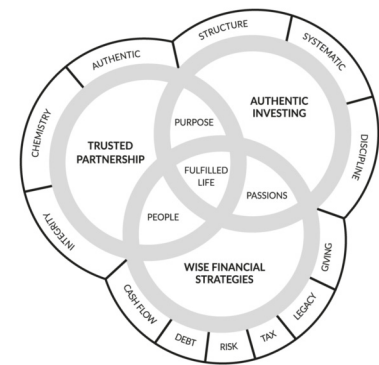 STRUCTURE
SYSTEMATIC
AUTHENTIC
AUTHENTIC
INVESTING
CHEMISTRY
PURPOSE
TRUSTED
PARTNERSHIP
DISCIPLINE
FULFILLED
LIFE
PASSIONS
PEOPLE
INTEGRITY
GIVING
WISE FINANCIAL
STRATEGIES
CASH FLOW
LEGACY
DEBT
TAX
RISK